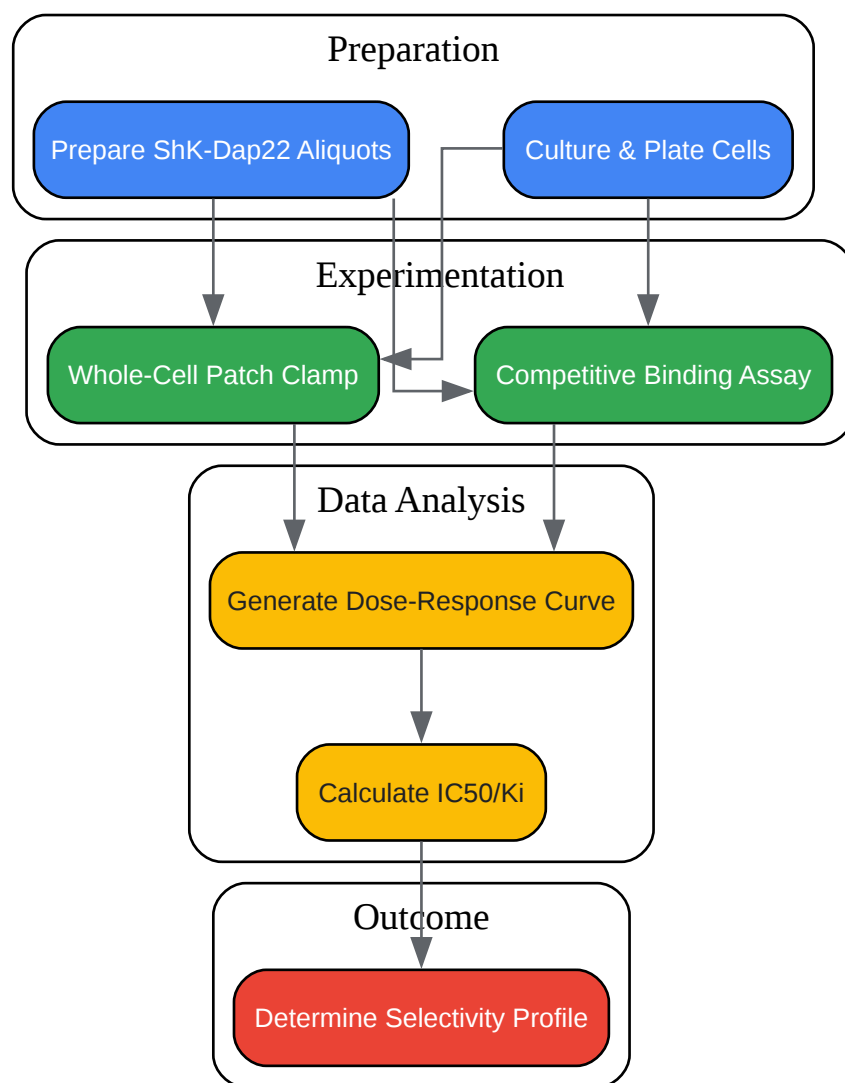 Preparation
Prepare ShK-Dap22 Aliquots
Culture & Plate Cells
Experimentation
Whole-Cell Patch Clamp
Competitive Binding Assay
Data Analysis
Generate Dose-Response Curve
Calculate IC50/Ki
Outcome
Determine Selectivity Profile